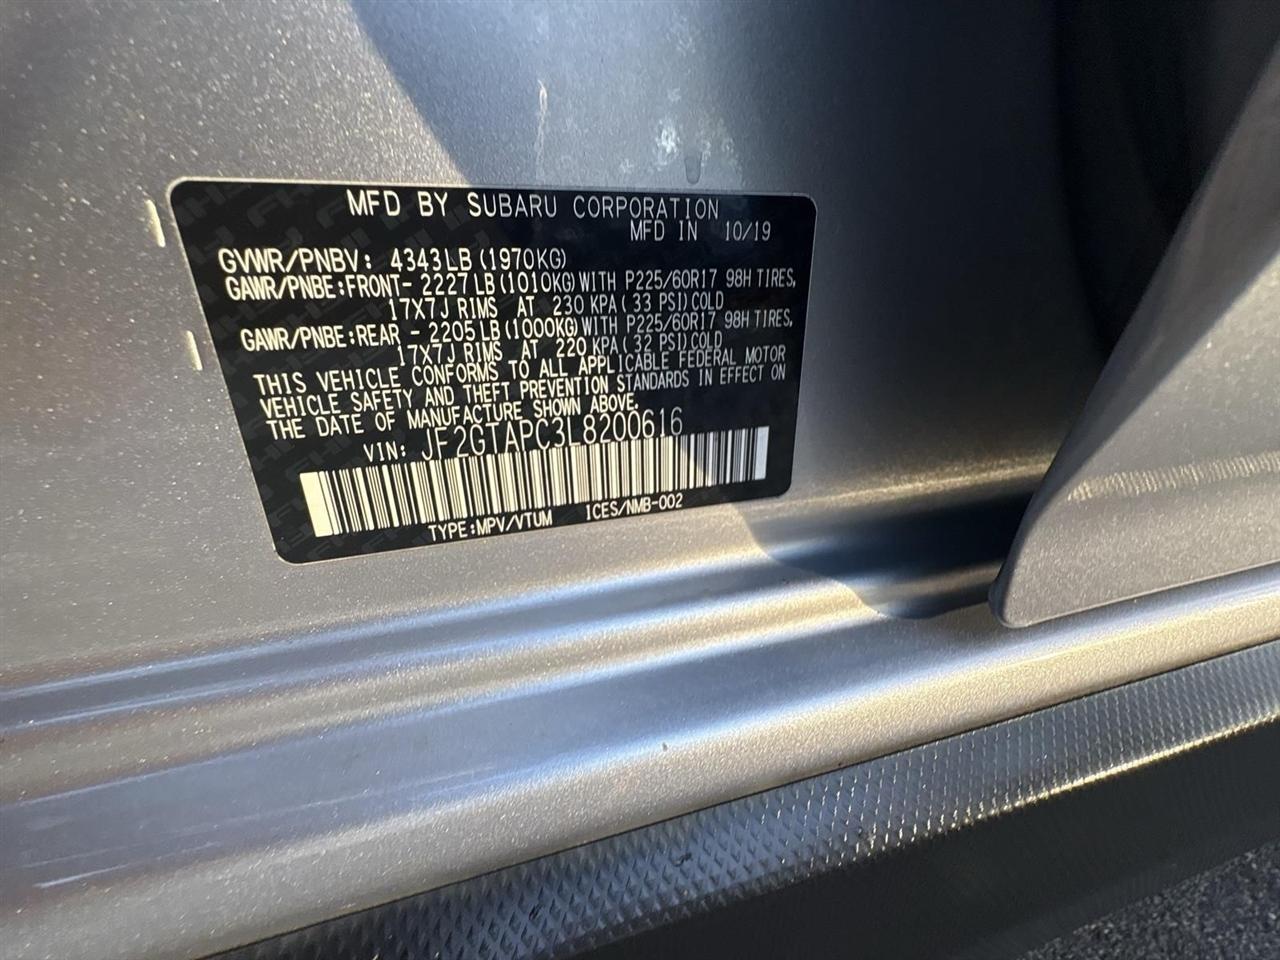 MFD BY SUBARU CORPORATION
MFD IN 10/19
GVWR/PNBV: 4343LB(1970KG)
GAWR/PNBE:FRONT- 2227LB(1010KG)WITH P225/60R17 98H TIRES,
17X7J RIMS AT 230 KPA( 33 PSI)COLD
GAWR/PNBE:REAR - 2205LB(1000KG)WITH P225/60R17 98H TIRES,
17X7J RIMS AT 220 KPA( 32 PSI)COLD
THIS VEHICLE CONFORMS TO ALL APPLICABLE FEDERAL MOTOR
VEHICLE SAFETY AND THEFT PREVENTION STANDARDS IN EFFECT ON
THE DATE OF MANUFACTURE SHOWN ABOVE.
VIN: JF2GTAPC3L8200616
TYPE:MPV/VTUM ICES/NMB-002